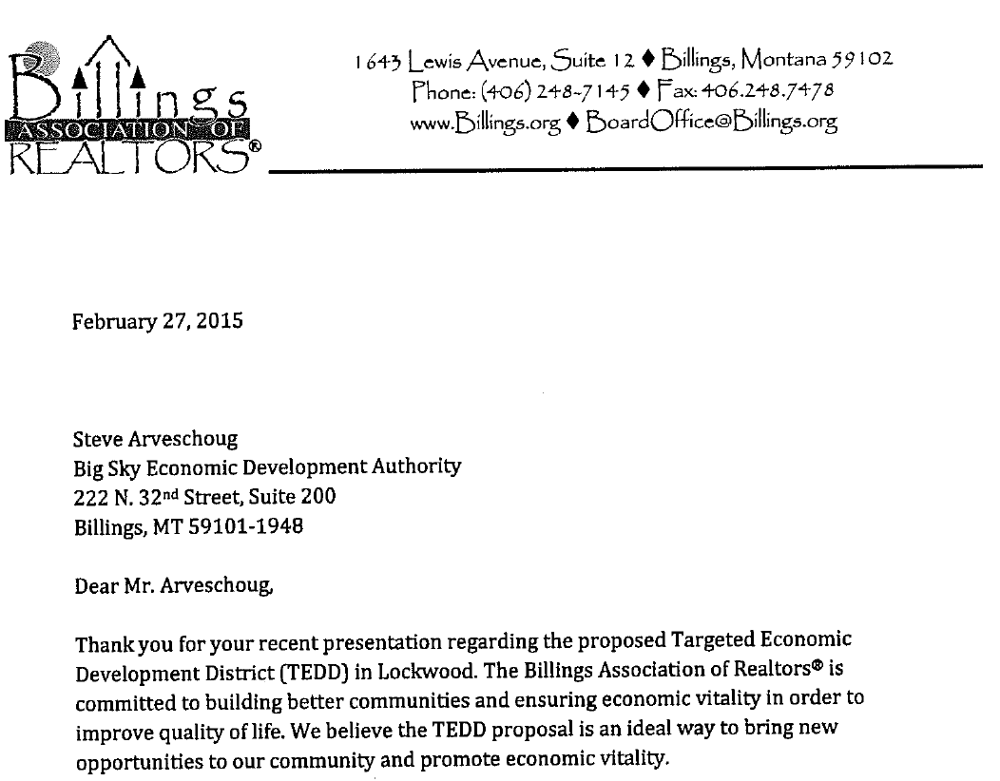 Billings
ASSOCIATION OF
REALTORS®
1643 Lewis Avenue, Suite 12 ♦ Billings, Montana 59102
Phone: (406) 248-7145 ♦ Fax: 406.248.7478
www.Billings.org ♦ BoardOffice@Billings.org
February 27, 2015
Steve Arveschoug
Big Sky Economic Development Authority
222 N. 32nd Street, Suite 200
Billings, MT 59101-1948
Dear Mr. Arveschoug,
Thank you for your recent presentation regarding the proposed Targeted Economic
Development District (TEDD) in Lockwood. The Billings Association of Realtors® is
committed to building better communities and ensuring economic vitality in order to
improve quality of life. We believe the TEDD proposal is an ideal way to bring new
opportunities to our community and promote economic vitality.